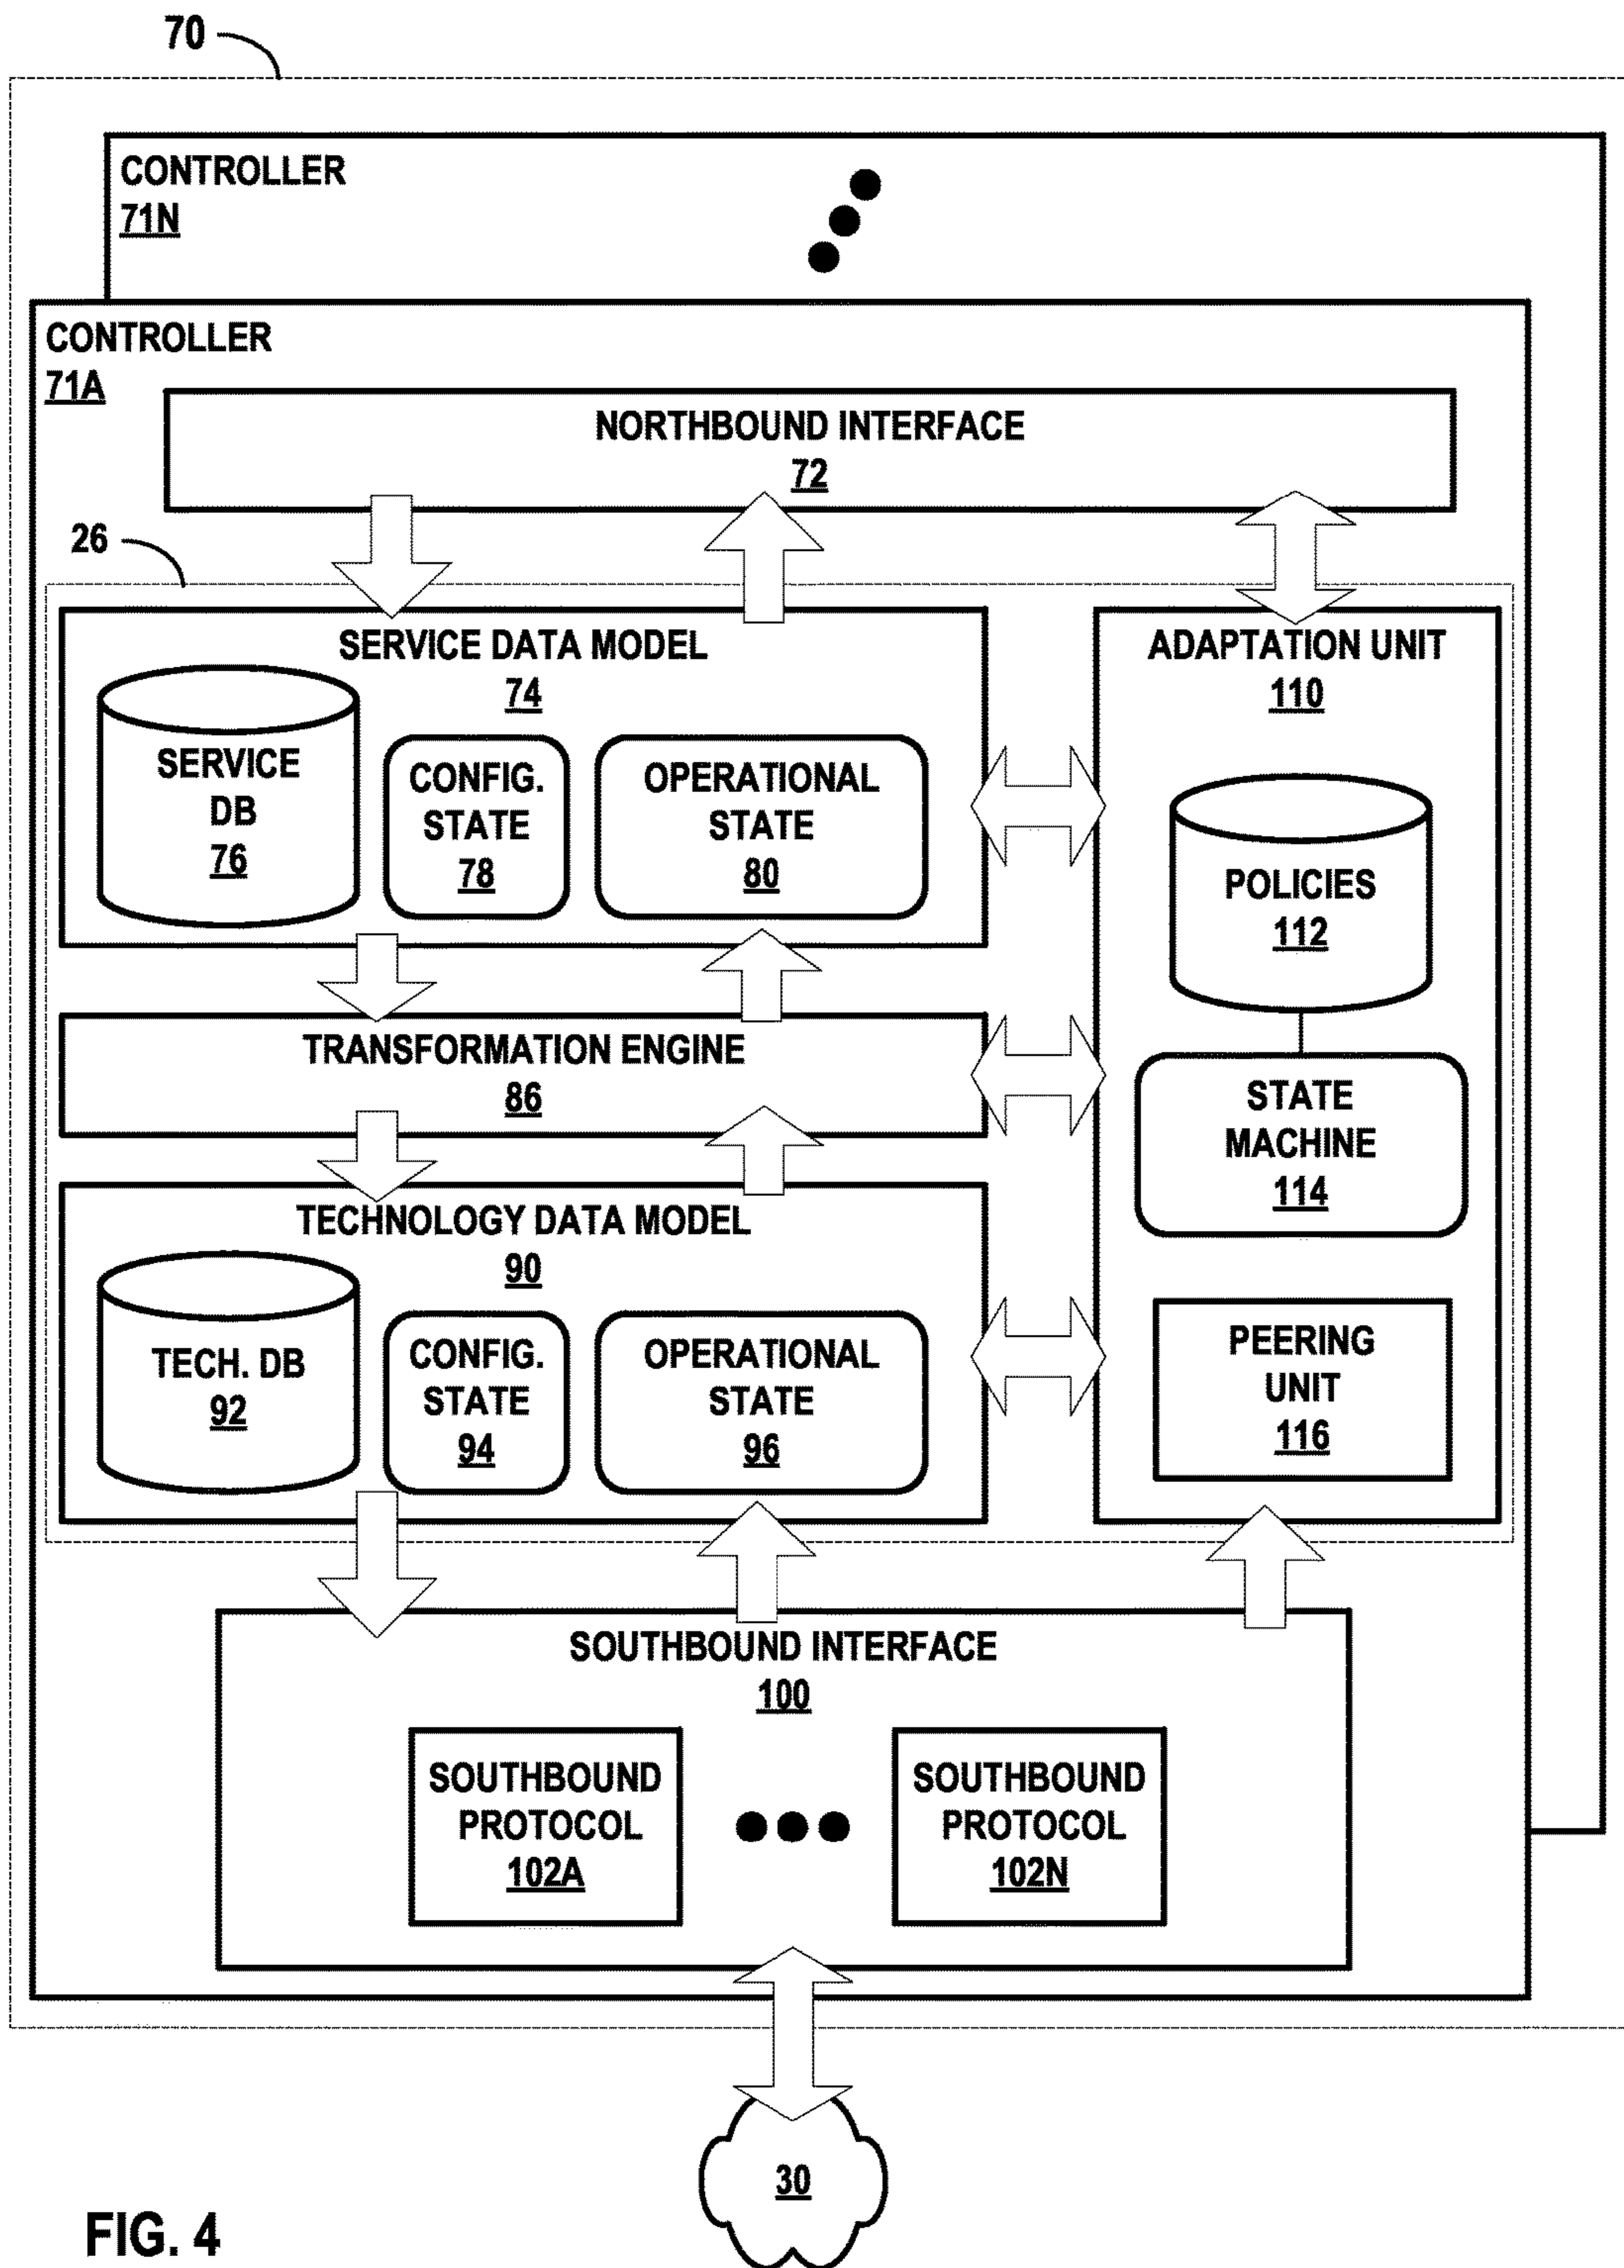 70
CONTROLLER
71N
CONTROLLER
71A
NORTHBOUND INTERFACE
72
26
SERVICE DATA MODEL
74
SERVICE
DB
76
CONFIG.
STATE
78
OPERATIONAL
STATE
80
ADAPTATION UNIT
110
POLICIES
112
TRANSFORMATION ENGINE
86
STATE
MACHINE
114
TECHNOLOGY DATA MODEL
90
TECH. DB
92
CONFIG.
STATE
94
OPERATIONAL
STATE
96
PEERING
UNIT
116
SOUTHBOUND INTERFACE
100
SOUTHBOUND
PROTOCOL
102A
SOUTHBOUND
PROTOCOL
102N
30
FIG. 4